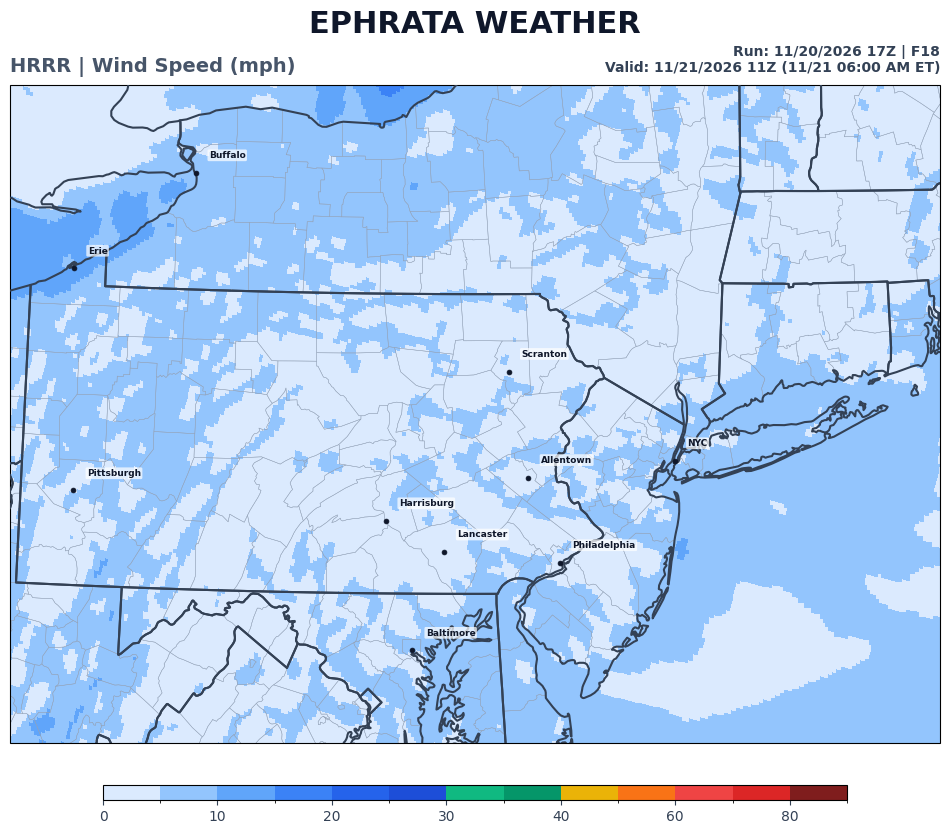 EPHRATA WEATHER
Run: 11/20/2026 17Z | F18
HRRR | Wind Speed (mph)
Valid: 11/21/2026 11Z (11/21 06:00 AM ET)
Buffalo
Erie
Scranton
NYC
Allentown
Pittsburgh
Harrisburg
Lancaster
Philadelphia
Baltimore
0 10 20 30 40 50 60 70 80